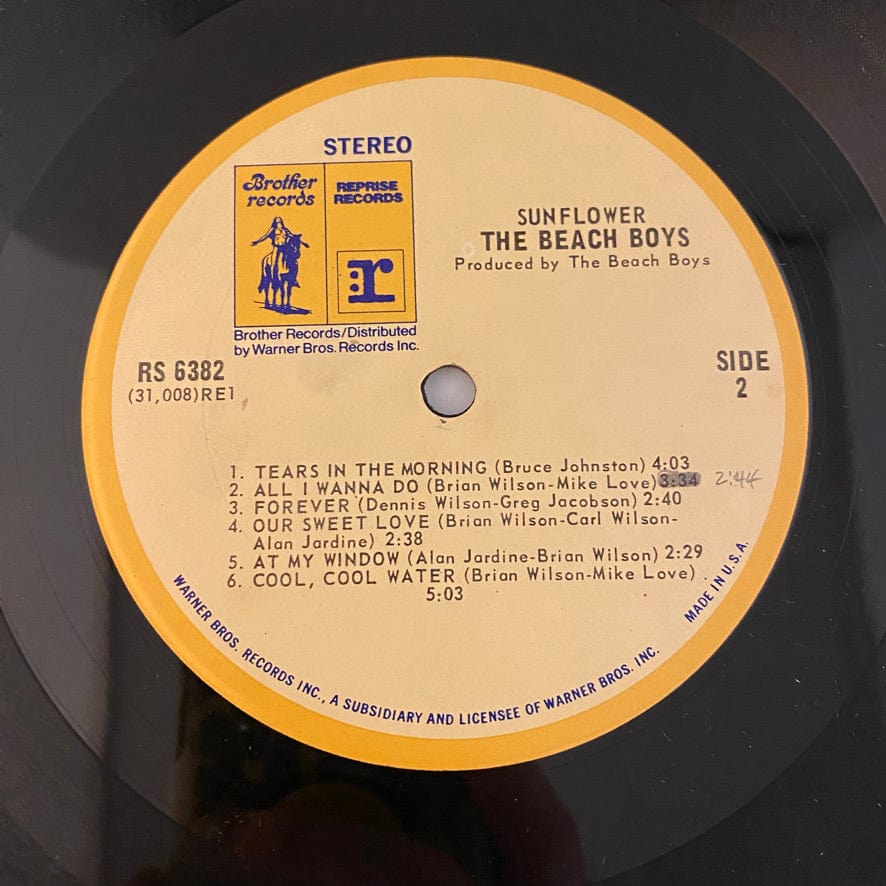 STEREO
Brother
records
REPRISE
RECORDS
r
Brother Records/Distributed
by Warner Bros. Records Inc.
SUNFLOWER
THE BEACH BOYS
Produced by The Beach Boys
RS 6382
(31,008)RE1
SIDE
2
1. TEARS IN THE MORNING (Bruce Johnston) 4:03
2. ALL I WANNA DO (Brian Wilson-Mike Love) 3:34 2:44
3. FOREVER (Dennis Wilson-Greg Jacobson) 2:40
4. OUR SWEET LOVE (Brian Wilson-Carl Wilson-
Alan Jardine) 2:38
5. AT MY WINDOW (Alan Jardine-Brian Wilson) 2:29
6. COOL, COOL WATER (Brian Wilson-Mike Love)
5:03
WARNER BROS. RECORDS INC., A SUBSIDIARY AND LICENSEE OF WARNER BROS. INC.
MADE IN U.S.A.